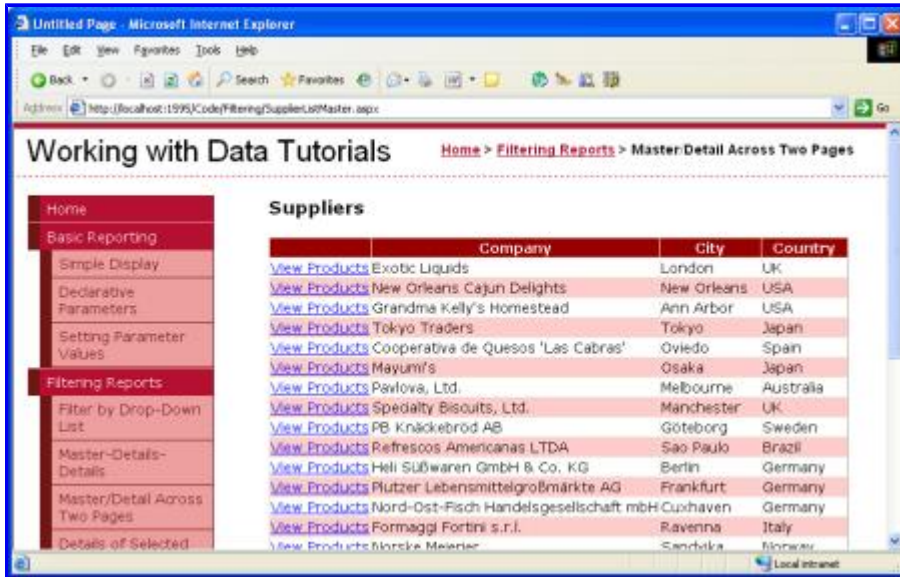 Untitled Page - Microsoft Internet Explorer
File Edit View Favorites Tools Help
Back Search Favorites
Address http://localhost:1995/Code/Filtering/SupplierListMaster.aspx Go
Working with Data Tutorials
Home > Filtering Reports > Master/Detail Across Two Pages
Home
Basic Reporting
Simple Display
Declarative
Parameters
Setting Parameter
Values
Filtering Reports
Filter by Drop-Down
List
Master-Details-
Details
Master/Detail Across
Two Pages
Details of Selected
Suppliers
Company City Country
View Products Exotic Liquids London UK
View Products New Orleans Cajun Delights New Orleans USA
View Products Grandma Kelly's Homestead Ann Arbor USA
View Products Tokyo Traders Tokyo Japan
View Products Cooperativa de Quesos 'Las Cabras' Oviedo Spain
View Products Mayumi's Osaka Japan
View Products Pavlova, Ltd. Melbourne Australia
View Products Specialty Biscuits, Ltd. Manchester UK
View Products PB Knäckebröd AB Göteborg Sweden
View Products Refrescos Americanas LTDA Sao Paulo Brazil
View Products Heli Süßwaren GmbH & Co. KG Berlin Germany
View Products Plutzer Lebensmittelgroßmärkte AG Frankfurt Germany
View Products Nord-Ost-Fisch Handelsgesellschaft mbH Cuxhaven Germany
View Products Formaggi Fortini s.r.l. Ravenna Italy
View Products Norske Meierier Sandvika Norway
Local intranet